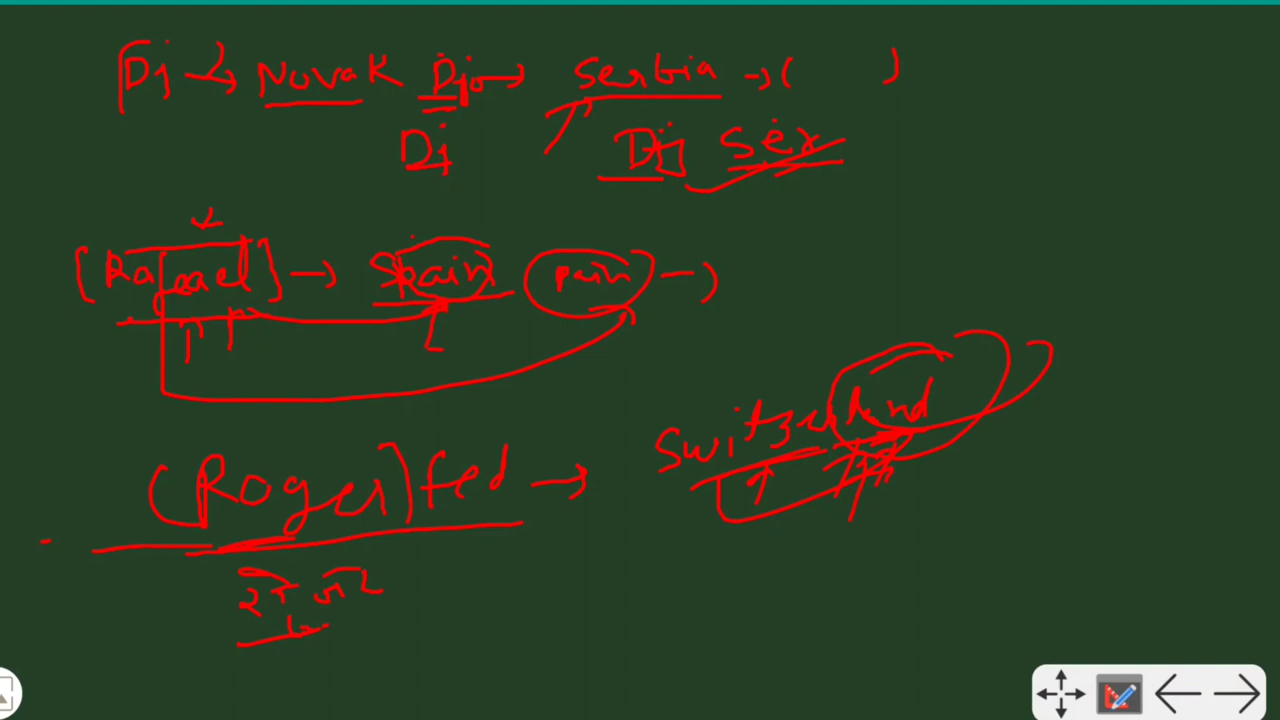 Dj → Novak Djo → Serbia → ( )
Dj Dj Ser
[Rafael] → Spain pain →
Switzerland
(Roger) fed →